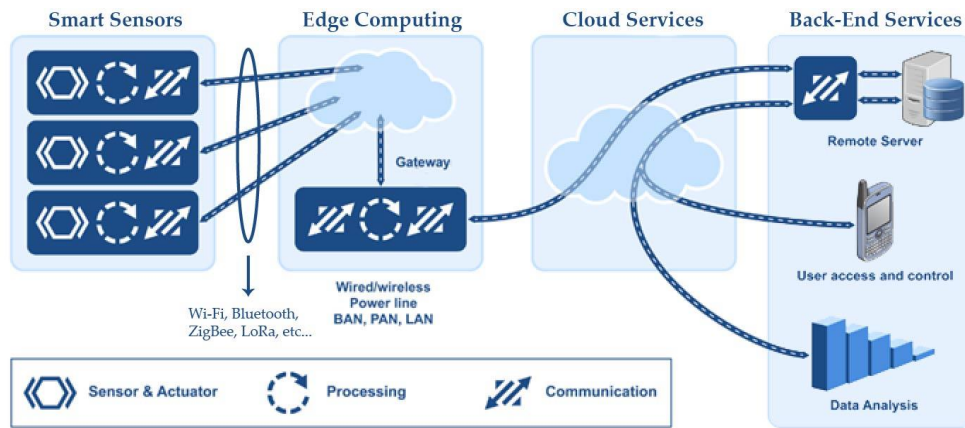 Smart Sensors
Edge Computing
Cloud Services
Back-End Services
Gateway
Remote Server
Wired/wireless
Power line
BAN, PAN, LAN
User access and control
Wi-Fi, Bluetooth,
ZigBee, LoRa, etc...
Sensor & Actuator
Processing
Communication
Data Analysis